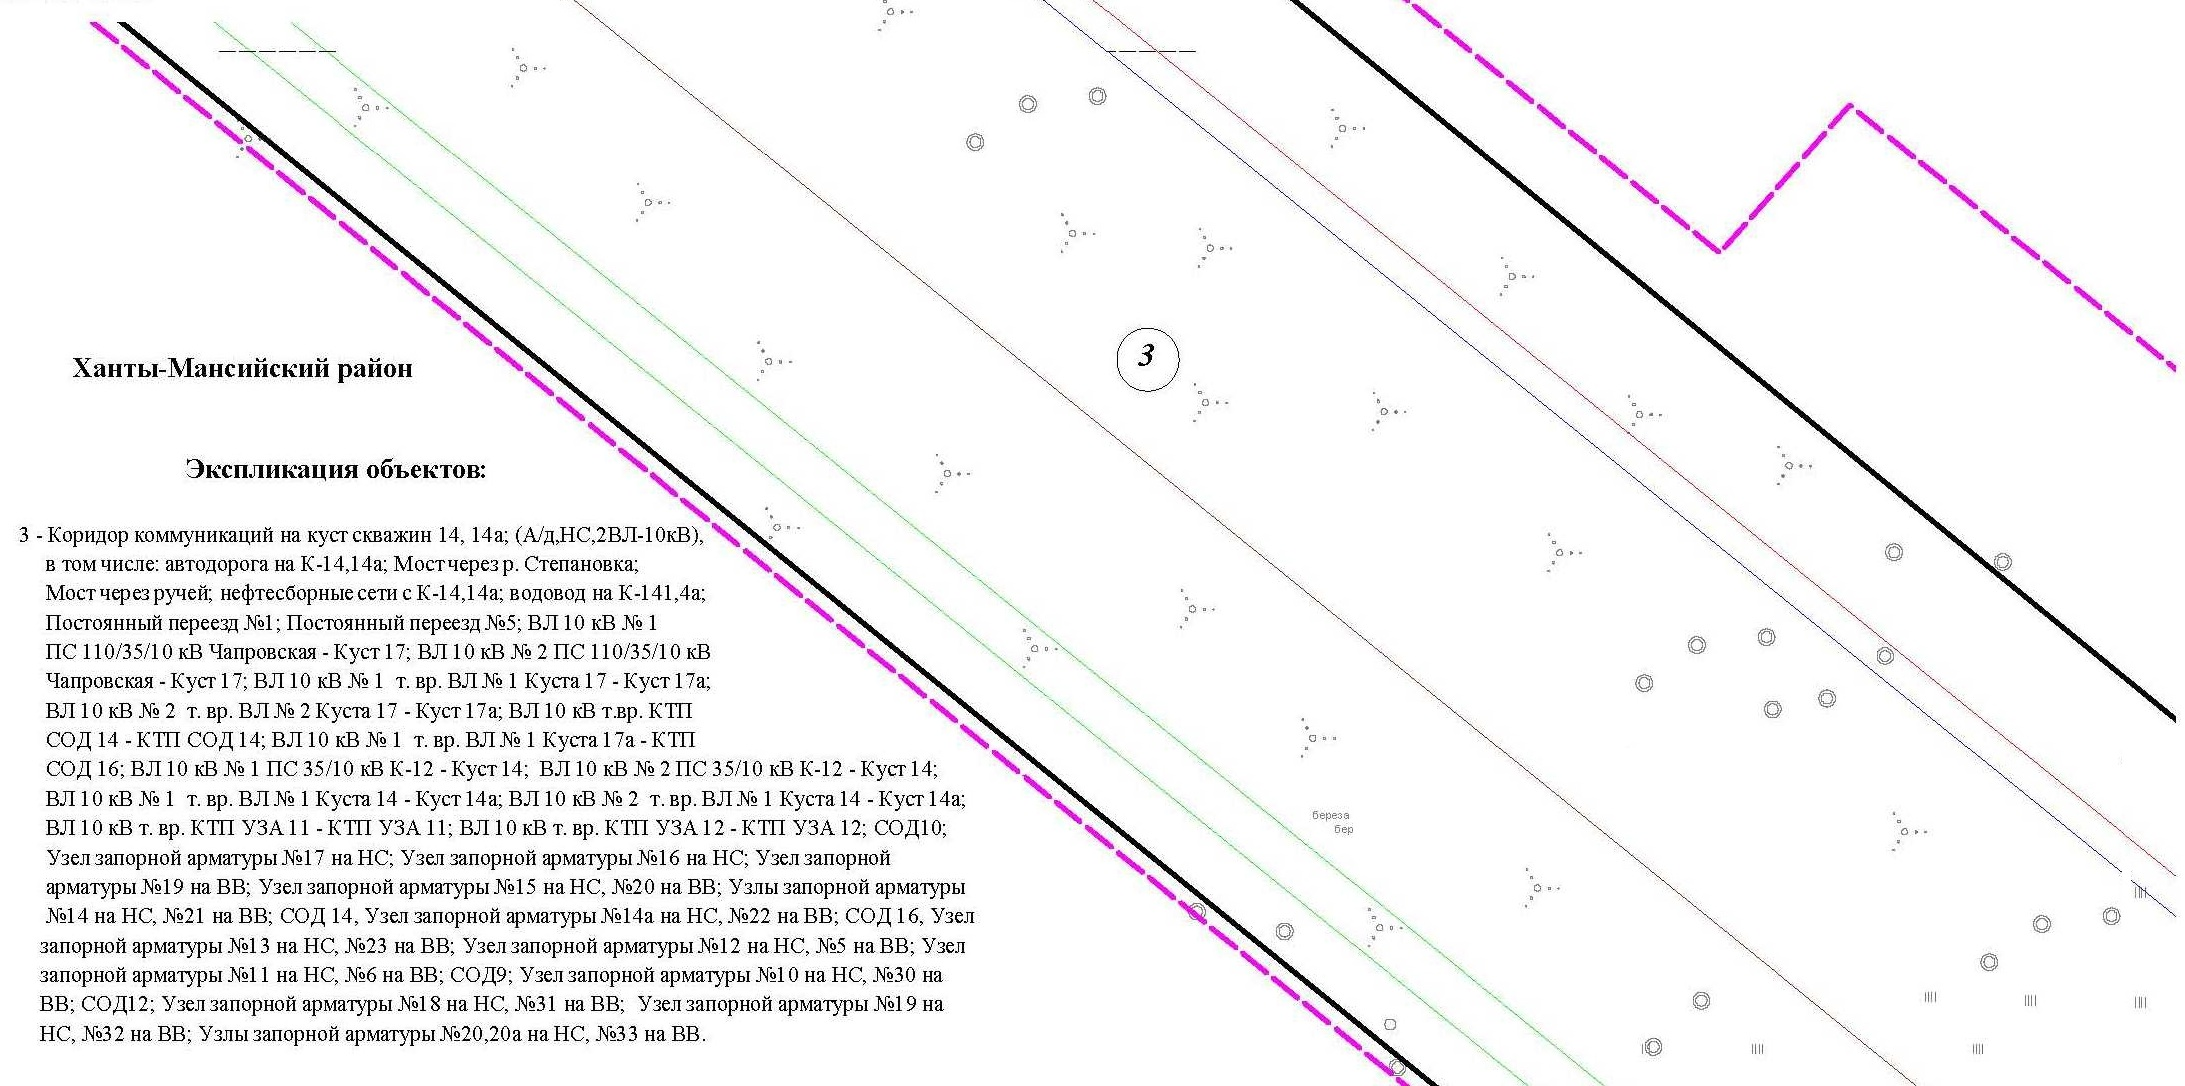 3
Ханты-Мансийский район
Экспликация объектов:
3 - Коридор коммуникаций на куст скважин 14, 14а; (А/д,НС,2ВЛ-10кВ),
в том числе: автодорога на К-14,14а; Мост через р. Степановка;
Мост через ручей; нефтесборные сети с К-14,14а; водовод на К-141,4а;
Постоянный переезд №1; Постоянный переезд №5; ВЛ 10 кВ № 1
ПС 110/35/10 кВ Чапровская - Куст 17; ВЛ 10 кВ № 2 ПС 110/35/10 кВ
Чапровская - Куст 17; ВЛ 10 кВ № 1 т. вр. ВЛ № 1 Куста 17 - Куст 17а;
ВЛ 10 кВ № 2 т. вр. ВЛ № 2 Куста 17 - Куст 17а; ВЛ 10 кВ т.вр. КТП
СОД 14 - КТП СОД 14; ВЛ 10 кВ № 1 т. вр. ВЛ № 1 Куста 17а - КТП
СОД 16; ВЛ 10 кВ № 1 ПС 35/10 кВ К-12 - Куст 14; ВЛ 10 кВ № 2 ПС 35/10 кВ К-12 - Куст 14;
ВЛ 10 кВ № 1 т. вр. ВЛ № 1 Куста 14 - Куст 14а; ВЛ 10 кВ № 2 т. вр. ВЛ № 1 Куста 14 - Куст 14а;
ВЛ 10 кВ т. вр. КТП УЗА 11 - КТП УЗА 11; ВЛ 10 кВ т. вр. КТП УЗА 12 - КТП УЗА 12; СОД10;
Узел запорной арматуры №17 на НС; Узел запорной арматуры №16 на НС; Узел запорной
арматуры №19 на ВВ; Узел запорной арматуры №15 на НС, №20 на ВВ; Узлы запорной арматуры
№14 на НС, №21 на ВВ; СОД 14, Узел запорной арматуры №14а на НС, №22 на ВВ; СОД 16, Узел
запорной арматуры №13 на НС, №23 на ВВ; Узел запорной арматуры №12 на НС, №5 на ВВ; Узел
запорной арматуры №11 на НС, №6 на ВВ; СОД9; Узел запорной арматуры №10 на НС, №30 на
ВВ; СОД12; Узел запорной арматуры №18 на НС, №31 на ВВ; Узел запорной арматуры №19 на
НС, №32 на ВВ; Узлы запорной арматуры №20,20а на НС, №33 на ВВ.
береза
бер